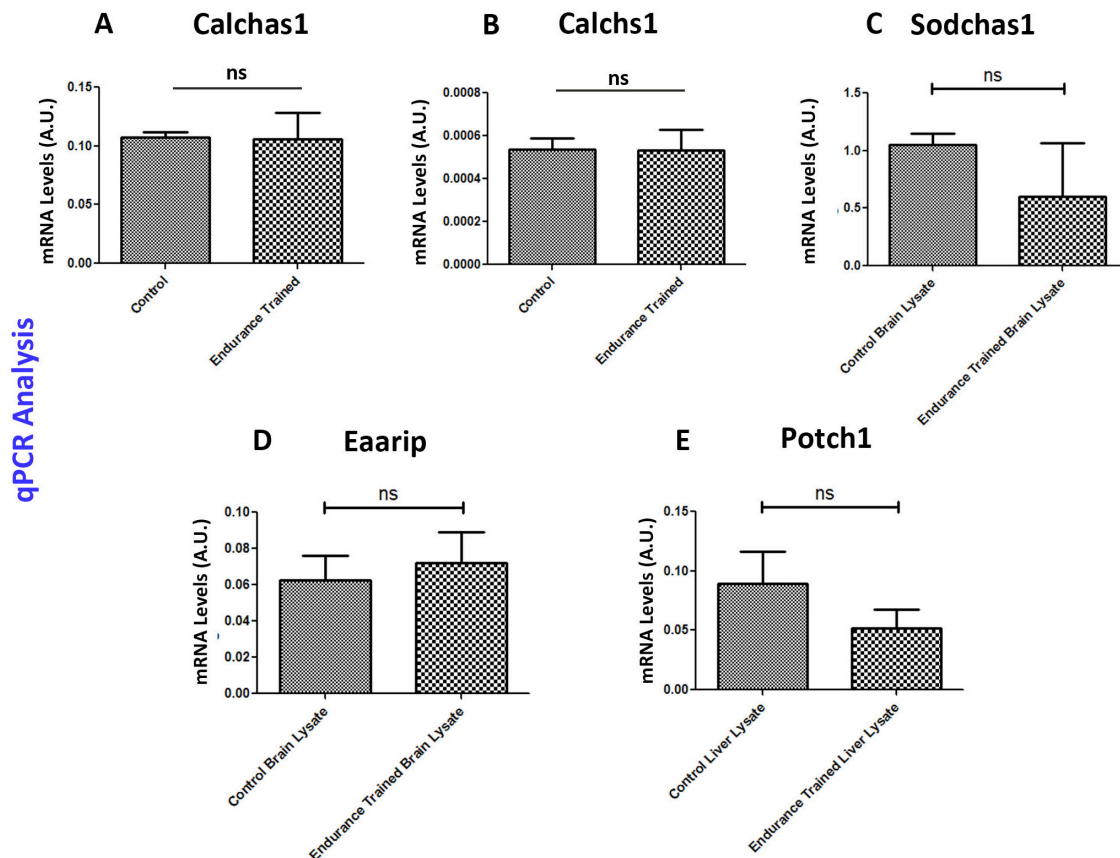 qPCR Analysis
A Calchas1
ns
mRNA Levels (A.U.)
0.15
0.10
0.05
0.00
Control
Endurance Trained
B Calchs1
ns
mRNA Levels (A.U.)
0.0008
0.0006
0.0004
0.0002
0.0000
Control
Endurance Trained
C Sodchas1
ns
mRNA Levels (A.U.)
1.5
1.0
0.5
0.0
Control Brain Lysate
Endurance Trained Brain Lysate
D Eaarip
ns
mRNA Levels (A.U.)
0.10
0.08
0.06
0.04
0.02
0.00
Control Brain Lysate
Endurance Trained Brain Lysate
E Potch1
ns
mRNA Levels (A.U.)
0.15
0.10
0.05
0.00
Control Liver Lysate
Endurance Trained Liver Lysate